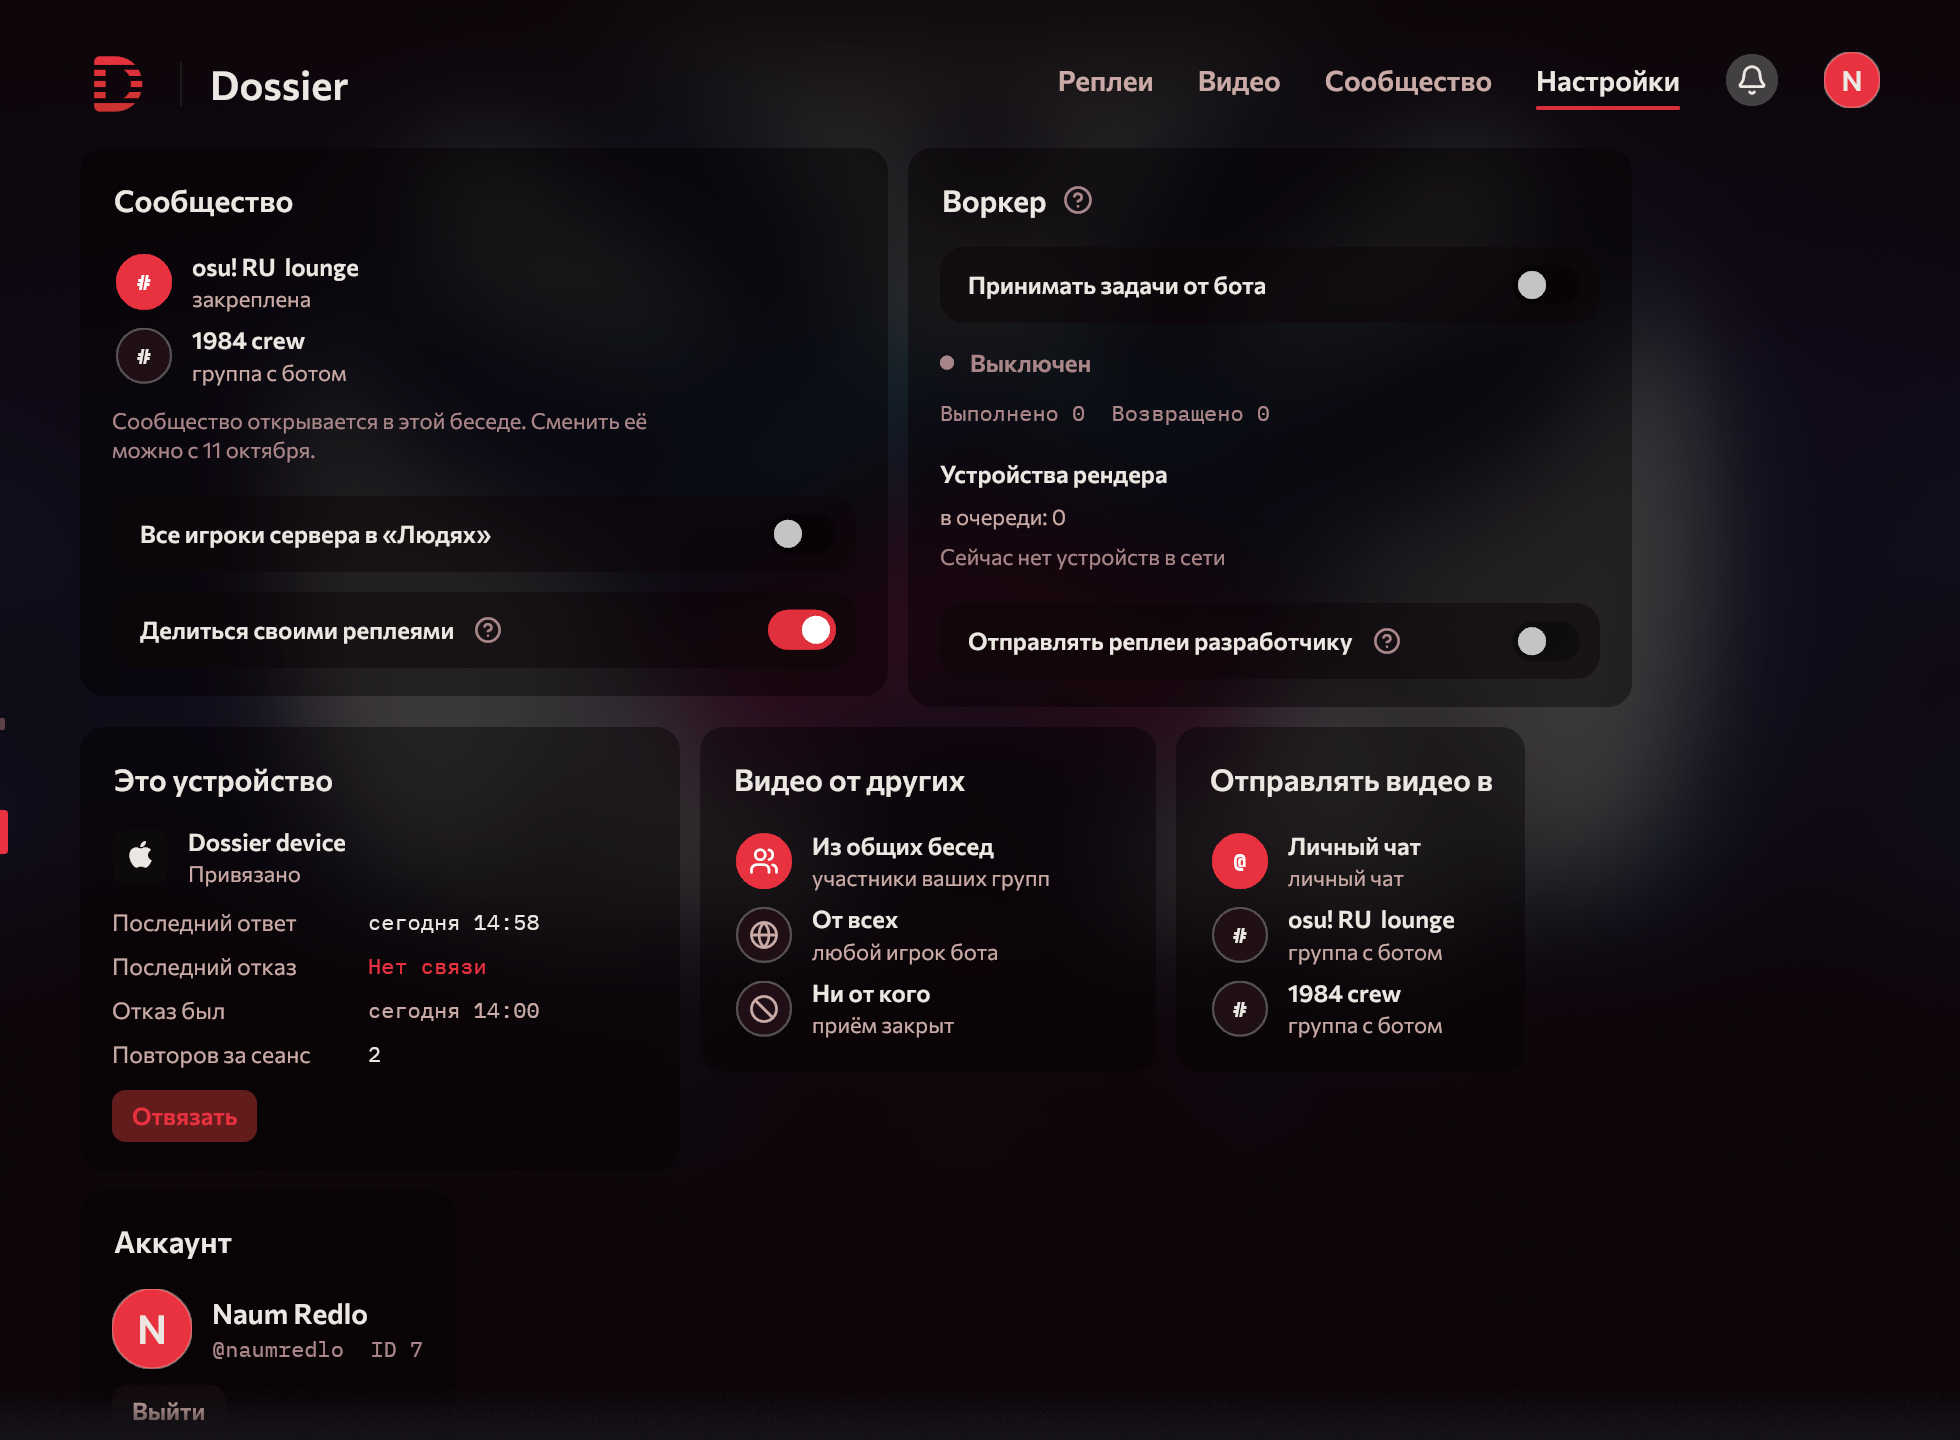 Dossier
Реплеи
Видео
Сообщество
Настройки
N
Сообщество
#
osu! RU lounge
закреплена
#
1984 crew
группа с ботом
Сообщество открывается в этой беседе. Сменить её
можно с 11 октября.
Все игроки сервера в «Людях»
Делиться своими реплеями ?
Воркер ?
Принимать задачи от бота
Выключен
Выполнено 0 Возвращено 0
Устройства рендера
в очереди: 0
Сейчас нет устройств в сети
Отправлять реплеи разработчику ?
Это устройство
Dossier device
Привязано
Последний ответ сегодня 14:58
Последний отказ Нет связи
Отказ был сегодня 14:00
Повторов за сеанс 2
Отвязать
Видео от других
Из общих бесед
участники ваших групп
От всех
любой игрок бота
Ни от кого
приём закрыт
Отправлять видео в
@
Личный чат
личный чат
#
osu! RU lounge
группа с ботом
#
1984 crew
группа с ботом
Аккаунт
N
Naum Redlo
@naumredlo ID 7
Выйти